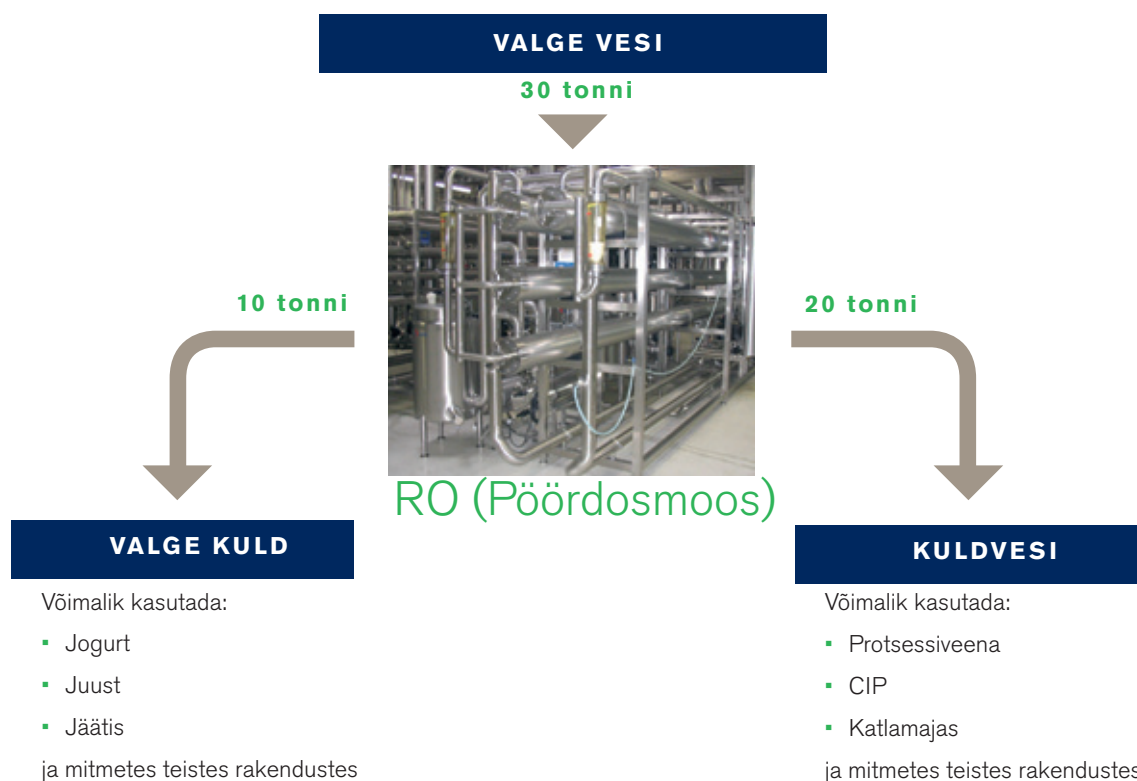 VALGE VESI
30 tonni
10 tonni
20 tonni
RO (Pöördosmoos)
VALGE KULD
Võimalik kasutada:
▪ Jogurt
▪ Juust
▪ Jäätis
ja mitmetes teistes rakendustes
KULDVESI
Võimalik kasutada:
▪ Protsessiveena
▪ CIP
▪ Katlamajas
ja mitmetes teistes rakendustes